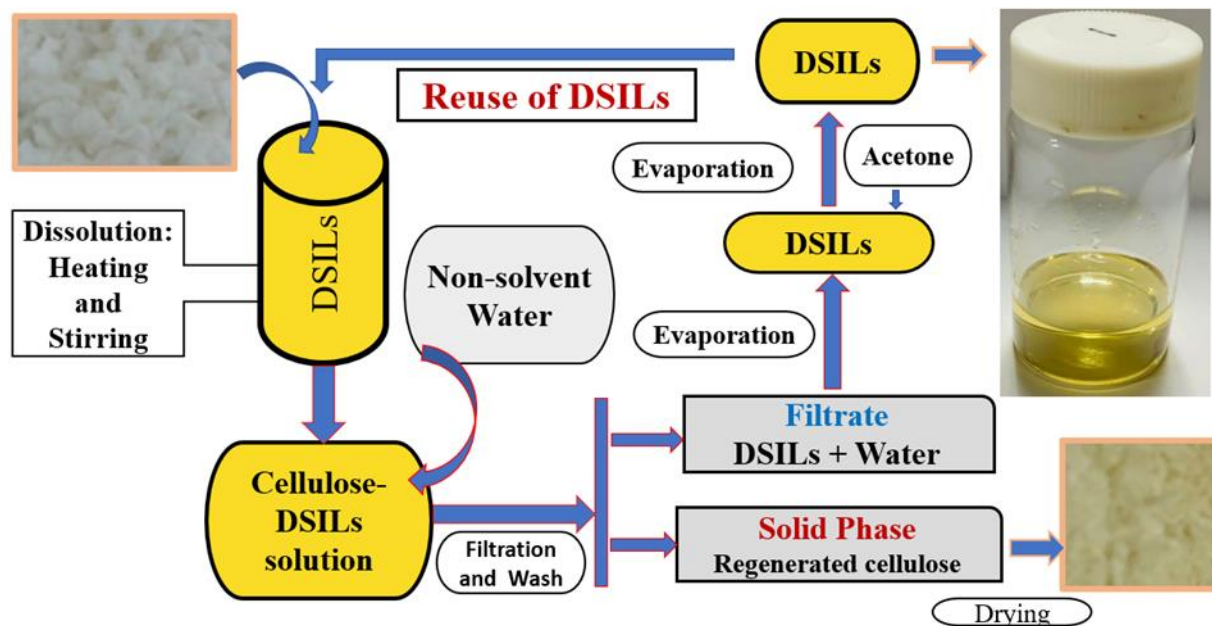 DSILs
Reuse of DSILs
Evaporation
Acetone
DSILs
Dissolution:
Heating
and
Stirring
DSILs
Non-solvent
Water
Evaporation
Cellulose-
DSILs
solution
Filtration
and Wash
Filtrate
DSILs + Water
Solid Phase
Regenerated cellulose
Drying